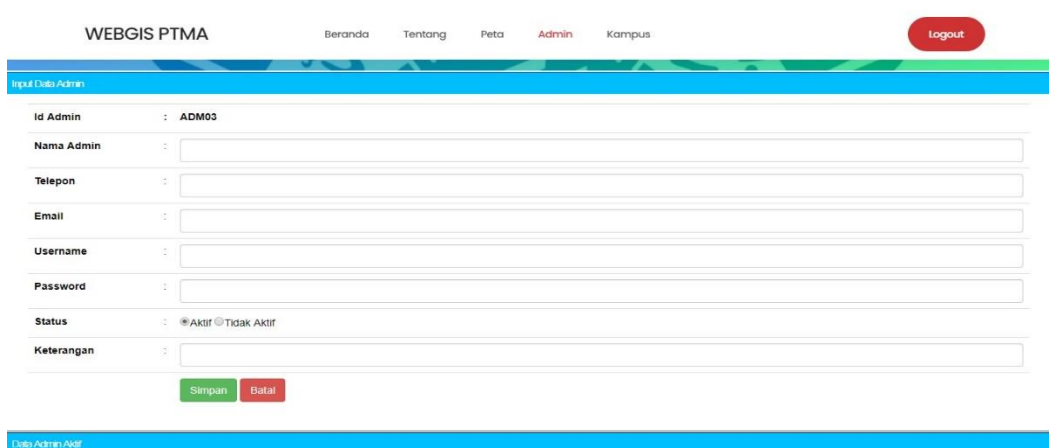 WEBGIS PTMA Beranda Tentang Peta Admin Kampus Logout
Input Data Admin
Id Admin : ADM03
Nama Admin :
Telepon :
Email :
Username :
Password :
Status : Aktif Tidak Aktif
Keterangan :
Simpan Batal
Data Admin Aktif